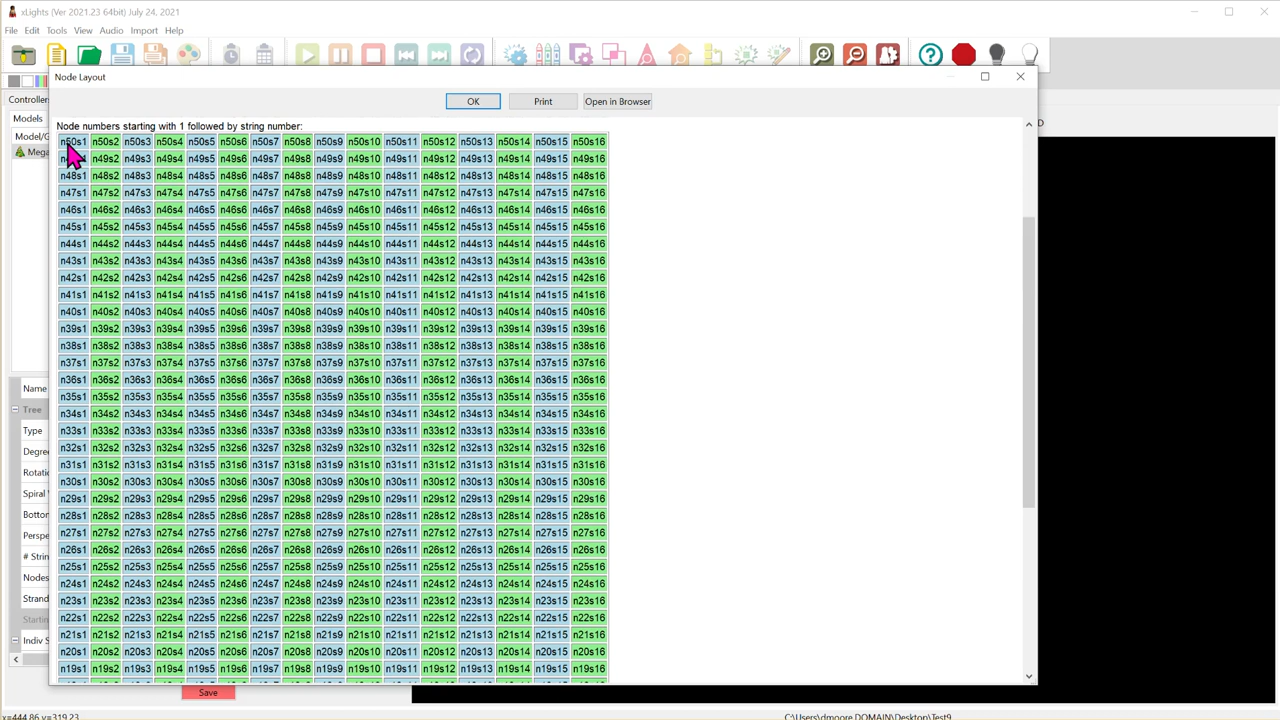 xLights (Ver 2021.23 64bit) July 24, 2021
File Edit Tools View Audio Import Help
Node Layout
OK Print Open in Browser
Controllers
Models
Model/G
Mega
Name
Tree
Type
Degre
Rotatio
Spiral
Bottom
Perspe
# Strin
Nodes
Strand
Starting
Indiv S
Node numbers starting with 1 followed by string number:
n50s1 n50s2 n50s3 n50s4 n50s5 n50s6 n50s7 n50s8 n50s9 n50s10 n50s11 n50s12 n50s13 n50s14 n50s15 n50s16
n49s2 n49s3 n49s4 n49s5 n49s6 n49s7 n49s8 n49s9 n49s10 n49s11 n49s12 n49s13 n49s14 n49s15 n49s16
n48s1 n48s2 n48s3 n48s4 n48s5 n48s6 n48s7 n48s8 n48s9 n48s10 n48s11 n48s12 n48s13 n48s14 n48s15 n48s16
n47s1 n47s2 n47s3 n47s4 n47s5 n47s6 n47s7 n47s8 n47s9 n47s10 n47s11 n47s12 n47s13 n47s14 n47s15 n47s16
n46s1 n46s2 n46s3 n46s4 n46s5 n46s6 n46s7 n46s8 n46s9 n46s10 n46s11 n46s12 n46s13 n46s14 n46s15 n46s16
n45s1 n45s2 n45s3 n45s4 n45s5 n45s6 n45s7 n45s8 n45s9 n45s10 n45s11 n45s12 n45s13 n45s14 n45s15 n45s16
n44s1 n44s2 n44s3 n44s4 n44s5 n44s6 n44s7 n44s8 n44s9 n44s10 n44s11 n44s12 n44s13 n44s14 n44s15 n44s16
n43s1 n43s2 n43s3 n43s4 n43s5 n43s6 n43s7 n43s8 n43s9 n43s10 n43s11 n43s12 n43s13 n43s14 n43s15 n43s16
n42s1 n42s2 n42s3 n42s4 n42s5 n42s6 n42s7 n42s8 n42s9 n42s10 n42s11 n42s12 n42s13 n42s14 n42s15 n42s16
n41s1 n41s2 n41s3 n41s4 n41s5 n41s6 n41s7 n41s8 n41s9 n41s10 n41s11 n41s12 n41s13 n41s14 n41s15 n41s16
n40s1 n40s2 n40s3 n40s4 n40s5 n40s6 n40s7 n40s8 n40s9 n40s10 n40s11 n40s12 n40s13 n40s14 n40s15 n40s16
n39s1 n39s2 n39s3 n39s4 n39s5 n39s6 n39s7 n39s8 n39s9 n39s10 n39s11 n39s12 n39s13 n39s14 n39s15 n39s16
n38s1 n38s2 n38s3 n38s4 n38s5 n38s6 n38s7 n38s8 n38s9 n38s10 n38s11 n38s12 n38s13 n38s14 n38s15 n38s16
n37s1 n37s2 n37s3 n37s4 n37s5 n37s6 n37s7 n37s8 n37s9 n37s10 n37s11 n37s12 n37s13 n37s14 n37s15 n37s16
n36s1 n36s2 n36s3 n36s4 n36s5 n36s6 n36s7 n36s8 n36s9 n36s10 n36s11 n36s12 n36s13 n36s14 n36s15 n36s16
n35s1 n35s2 n35s3 n35s4 n35s5 n35s6 n35s7 n35s8 n35s9 n35s10 n35s11 n35s12 n35s13 n35s14 n35s15 n35s16
n34s1 n34s2 n34s3 n34s4 n34s5 n34s6 n34s7 n34s8 n34s9 n34s10 n34s11 n34s12 n34s13 n34s14 n34s15 n34s16
n33s1 n33s2 n33s3 n33s4 n33s5 n33s6 n33s7 n33s8 n33s9 n33s10 n33s11 n33s12 n33s13 n33s14 n33s15 n33s16
n32s1 n32s2 n32s3 n32s4 n32s5 n32s6 n32s7 n32s8 n32s9 n32s10 n32s11 n32s12 n32s13 n32s14 n32s15 n32s16
n31s1 n31s2 n31s3 n31s4 n31s5 n31s6 n31s7 n31s8 n31s9 n31s10 n31s11 n31s12 n31s13 n31s14 n31s15 n31s16
n30s1 n30s2 n30s3 n30s4 n30s5 n30s6 n30s7 n30s8 n30s9 n30s10 n30s11 n30s12 n30s13 n30s14 n30s15 n30s16
n29s1 n29s2 n29s3 n29s4 n29s5 n29s6 n29s7 n29s8 n29s9 n29s10 n29s11 n29s12 n29s13 n29s14 n29s15 n29s16
n28s1 n28s2 n28s3 n28s4 n28s5 n28s6 n28s7 n28s8 n28s9 n28s10 n28s11 n28s12 n28s13 n28s14 n28s15 n28s16
n27s1 n27s2 n27s3 n27s4 n27s5 n27s6 n27s7 n27s8 n27s9 n27s10 n27s11 n27s12 n27s13 n27s14 n27s15 n27s16
n26s1 n26s2 n26s3 n26s4 n26s5 n26s6 n26s7 n26s8 n26s9 n26s10 n26s11 n26s12 n26s13 n26s14 n26s15 n26s16
n25s1 n25s2 n25s3 n25s4 n25s5 n25s6 n25s7 n25s8 n25s9 n25s10 n25s11 n25s12 n25s13 n25s14 n25s15 n25s16
n24s1 n24s2 n24s3 n24s4 n24s5 n24s6 n24s7 n24s8 n24s9 n24s10 n24s11 n24s12 n24s13 n24s14 n24s15 n24s16
n23s1 n23s2 n23s3 n23s4 n23s5 n23s6 n23s7 n23s8 n23s9 n23s10 n23s11 n23s12 n23s13 n23s14 n23s15 n23s16
n22s1 n22s2 n22s3 n22s4 n22s5 n22s6 n22s7 n22s8 n22s9 n22s10 n22s11 n22s12 n22s13 n22s14 n22s15 n22s16
n21s1 n21s2 n21s3 n21s4 n21s5 n21s6 n21s7 n21s8 n21s9 n21s10 n21s11 n21s12 n21s13 n21s14 n21s15 n21s16
n20s1 n20s2 n20s3 n20s4 n20s5 n20s6 n20s7 n20s8 n20s9 n20s10 n20s11 n20s12 n20s13 n20s14 n20s15 n20s16
n19s1 n19s2 n19s3 n19s4 n19s5 n19s6 n19s7 n19s8 n19s9 n19s10 n19s11 n19s12 n19s13 n19s14 n19s15 n19s16
Save
x=444.86 y=319.23 C:\dmoore.DOMAIN\Desktop\Test9